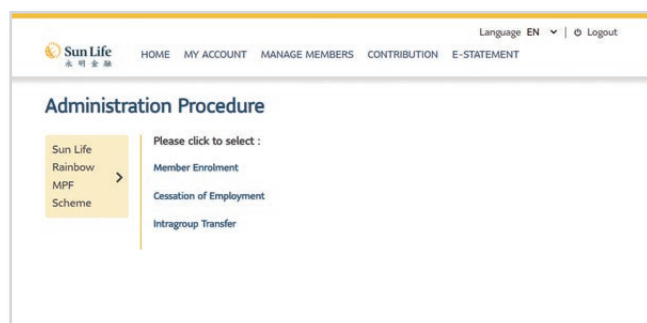 Language EN | Logout
Sun Life
永明金融
HOME MY ACCOUNT MANAGE MEMBERS CONTRIBUTION E-STATEMENT
Administration Procedure
Sun Life
Rainbow
MPF
Scheme
Please click to select :
Member Enrolment
Cessation of Employment
Intragroup Transfer